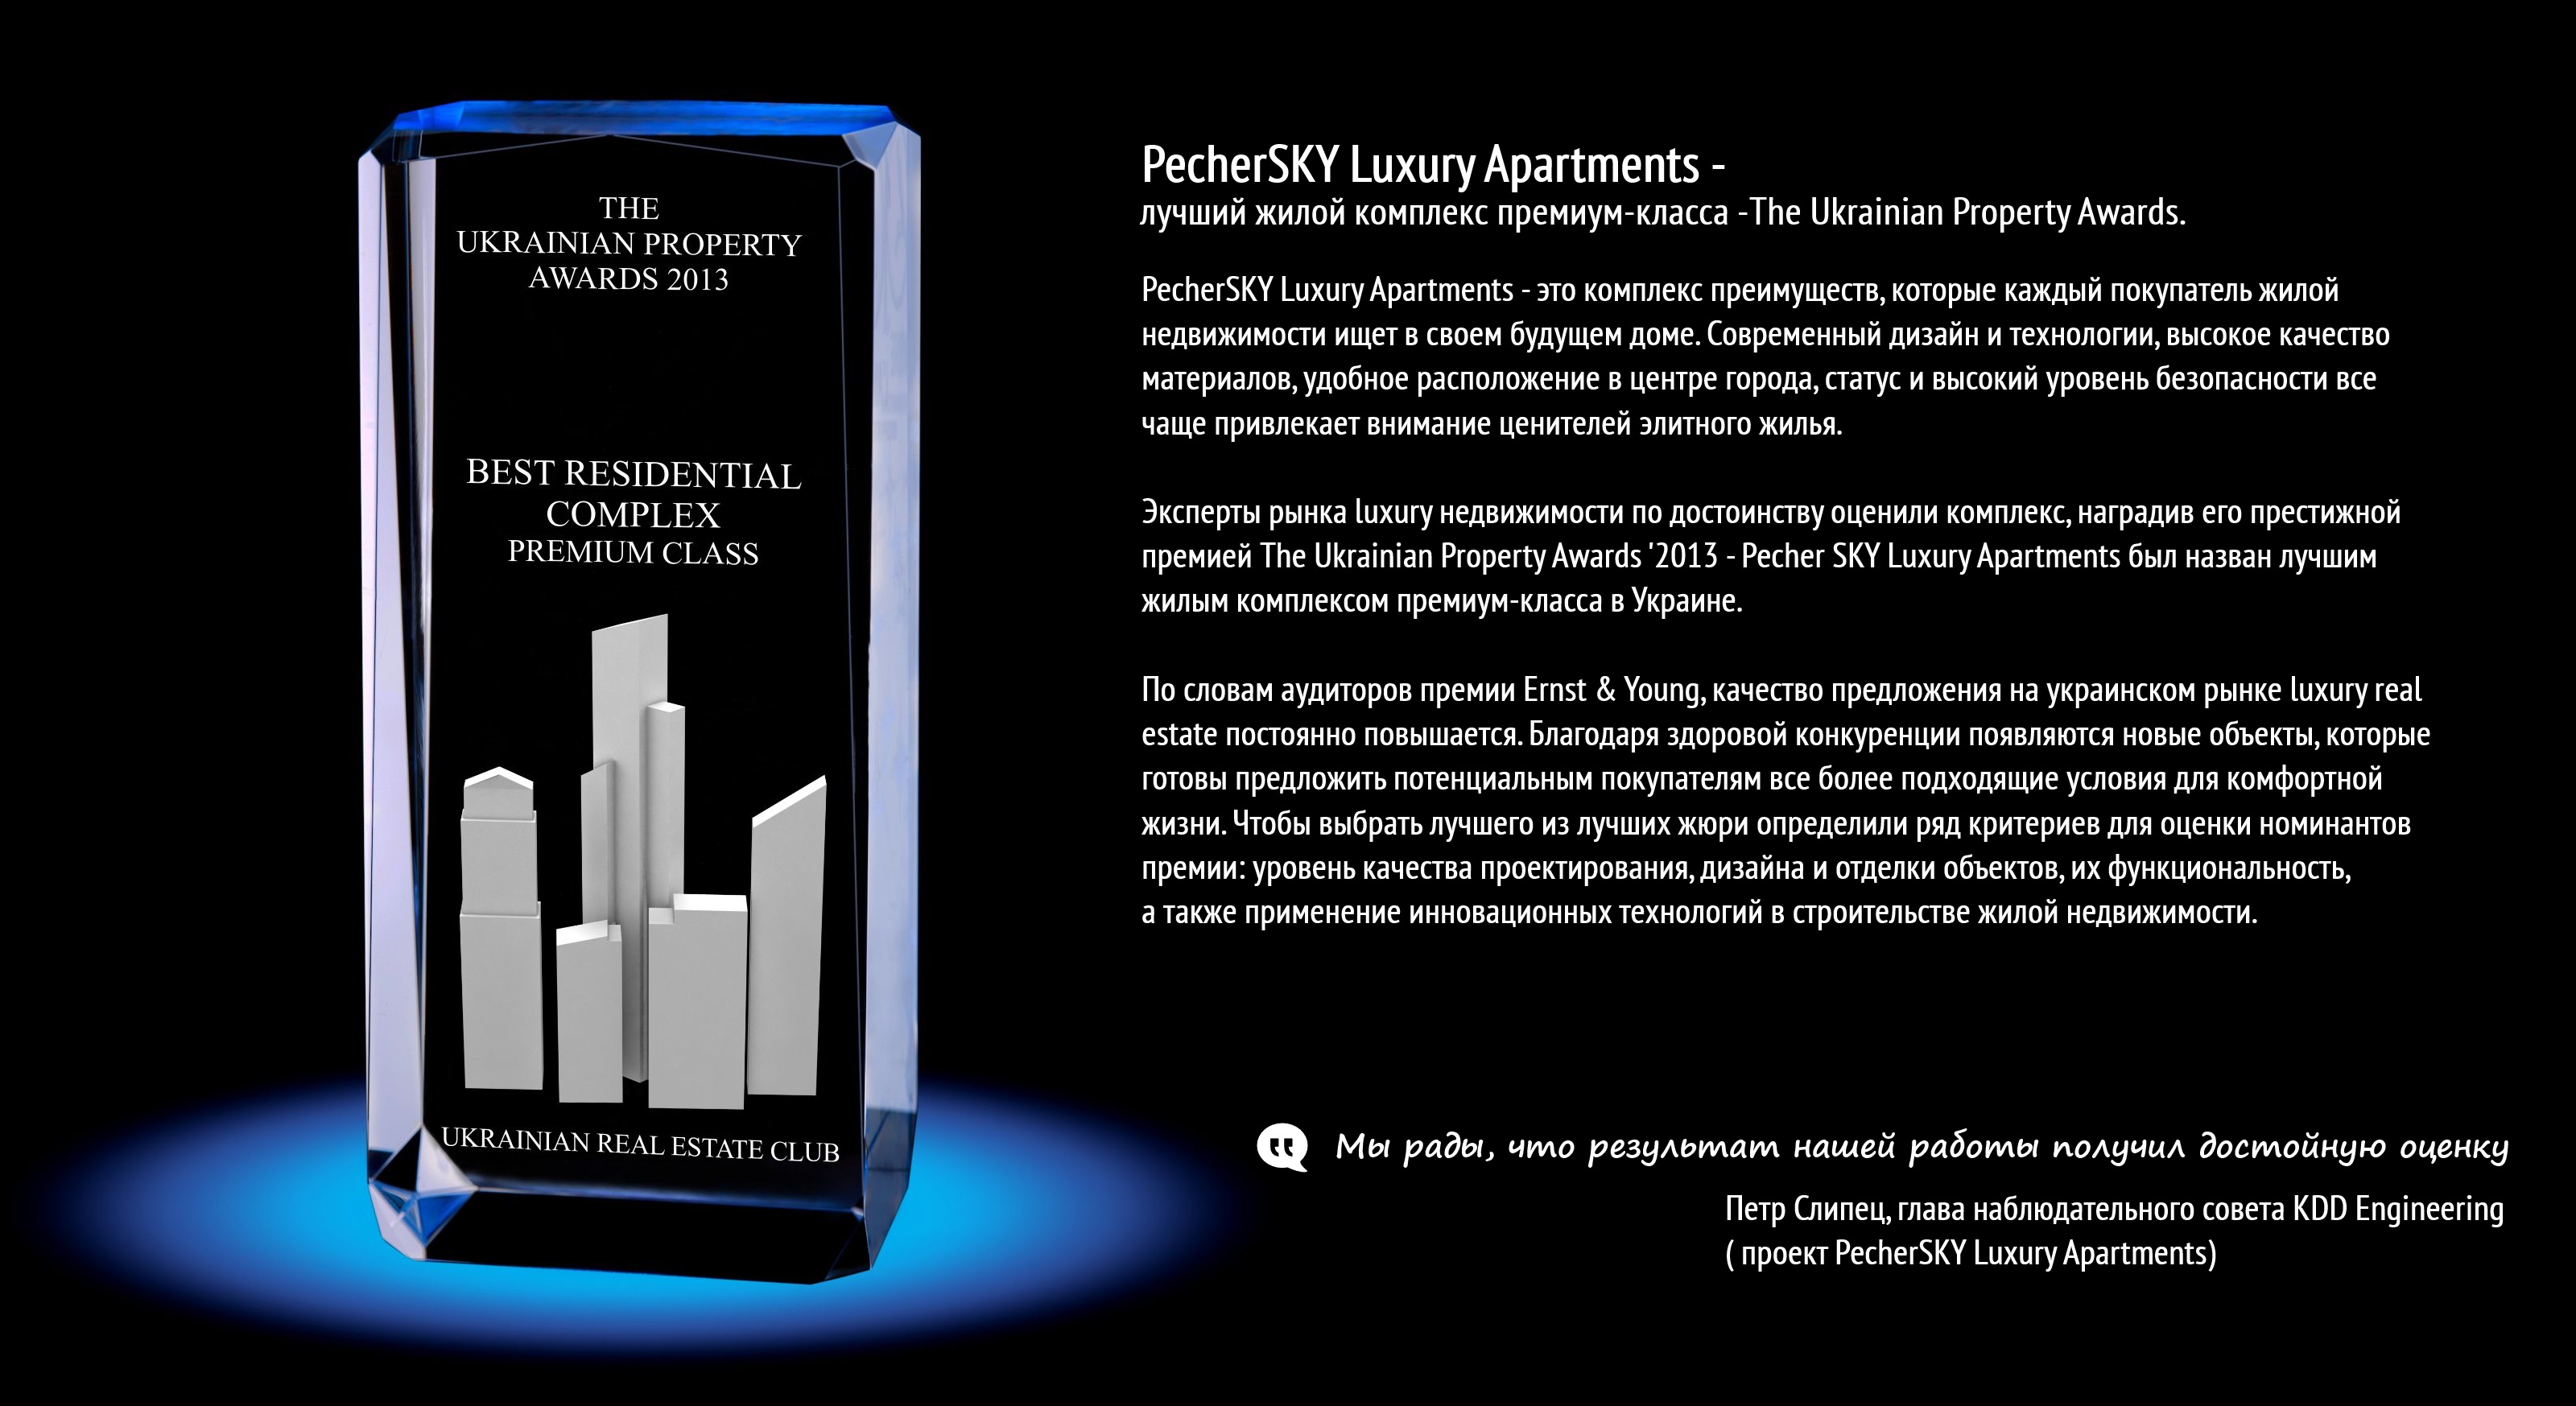 THE
UKRAINIAN PROPERTY
AWARDS 2013
BEST RESIDENTIAL
COMPLEX
PREMIUM CLASS
UKRAINIAN REAL ESTATE CLUB
PecherSKY Luxury Apartments -
лучший жилой комплекс премиум-класса -The Ukrainian Property Awards.
PecherSKY Luxury Apartments - это комплекс преимуществ, которые каждый покупатель жилой
недвижимости ищет в своем будущем доме. Современный дизайн и технологии, высокое качество
материалов, удобное расположение в центре города, статус и высокий уровень безопасности все
чаще привлекает внимание ценителей элитного жилья.
Эксперты рынка luxury недвижимости по достоинству оценили комплекс, наградив его престижной
премией The Ukrainian Property Awards '2013 - Pecher SKY Luxury Apartments был назван лучшим
жилым комплексом премиум-класса в Украине.
По словам аудиторов премии Ernst & Young, качество предложения на украинском рынке luxury real
estate постоянно повышается. Благодаря здоровой конкуренции появляются новые объекты, которые
готовы предложить потенциальным покупателям все более подходящие условия для комфортной
жизни. Чтобы выбрать лучшего из лучших жюри определили ряд критериев для оценки номинантов
премии: уровень качества проектирования, дизайна и отделки объектов, их функциональность,
а также применение инновационных технологий в строительстве жилой недвижимости.
Мы рады, что результат нашей работы получил достойную оценку
Петр Слипец, глава наблюдательного совета KDD Engineering
( проект PecherSKY Luxury Apartments)